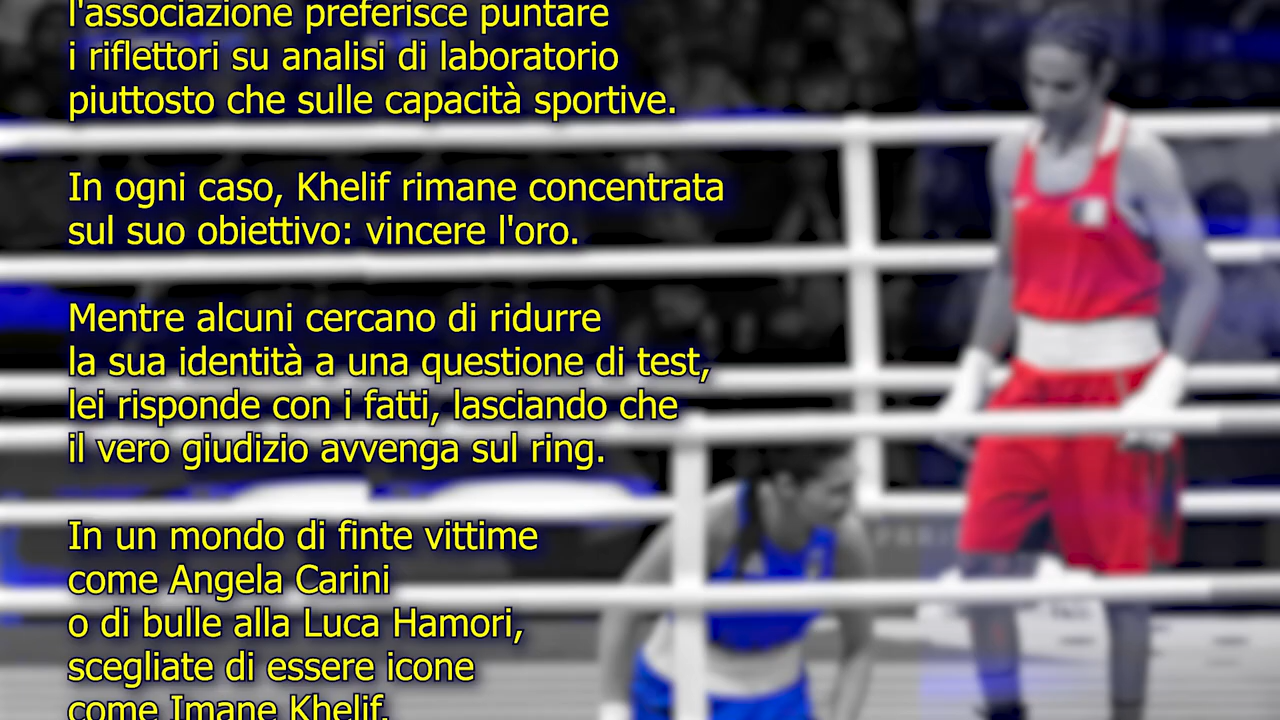 l'associazione preferisce puntare
i riflettori su analisi di laboratorio
piuttosto che sulle capacità sportive.
In ogni caso, Khelif rimane concentrata
sul suo obiettivo: vincere l'oro.
Mentre alcuni cercano di ridurre
la sua identità a una questione di test,
lei risponde con i fatti, lasciando che
il vero giudizio avvenga sul ring.
In un mondo di finte vittime
come Angela Carini
o di bulle alla Luca Hamori,
scegliate di essere icone
come Imane Khelif.